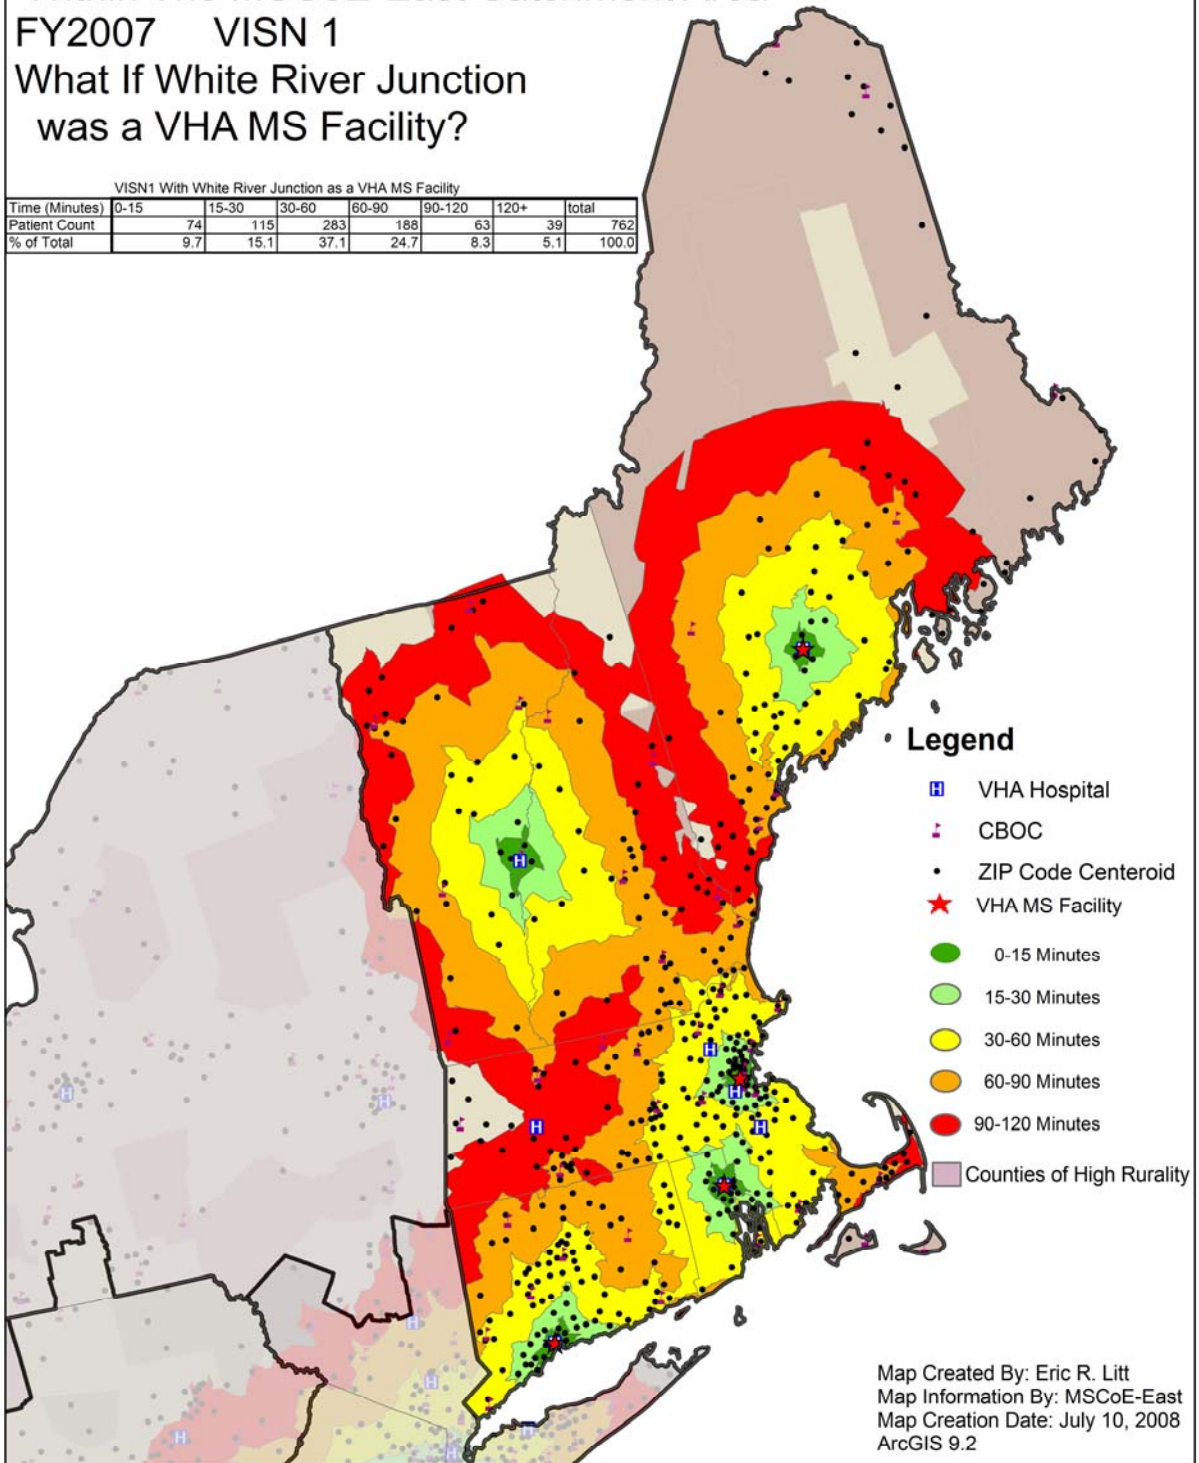 FY2007 VISN 1
What If White River Junction
was a VHA MS Facility?
VISN1 With White River Junction as a VHA MS Facility
Time (Minutes) 0-15 15-30 30-60 60-90 90-120 120+ total
Patient Count 74 115 283 188 63 39 762
% of Total 9.7 15.1 37.1 24.7 8.3 5.1 100.0
Legend
H VHA Hospital
CBOC
ZIP Code Centeroid
VHA MS Facility
0-15 Minutes
15-30 Minutes
30-60 Minutes
60-90 Minutes
90-120 Minutes
Counties of High Rurality
Map Created By: Eric R. Litt
Map Information By: MSCoE-East
Map Creation Date: July 10, 2008
ArcGIS 9.2